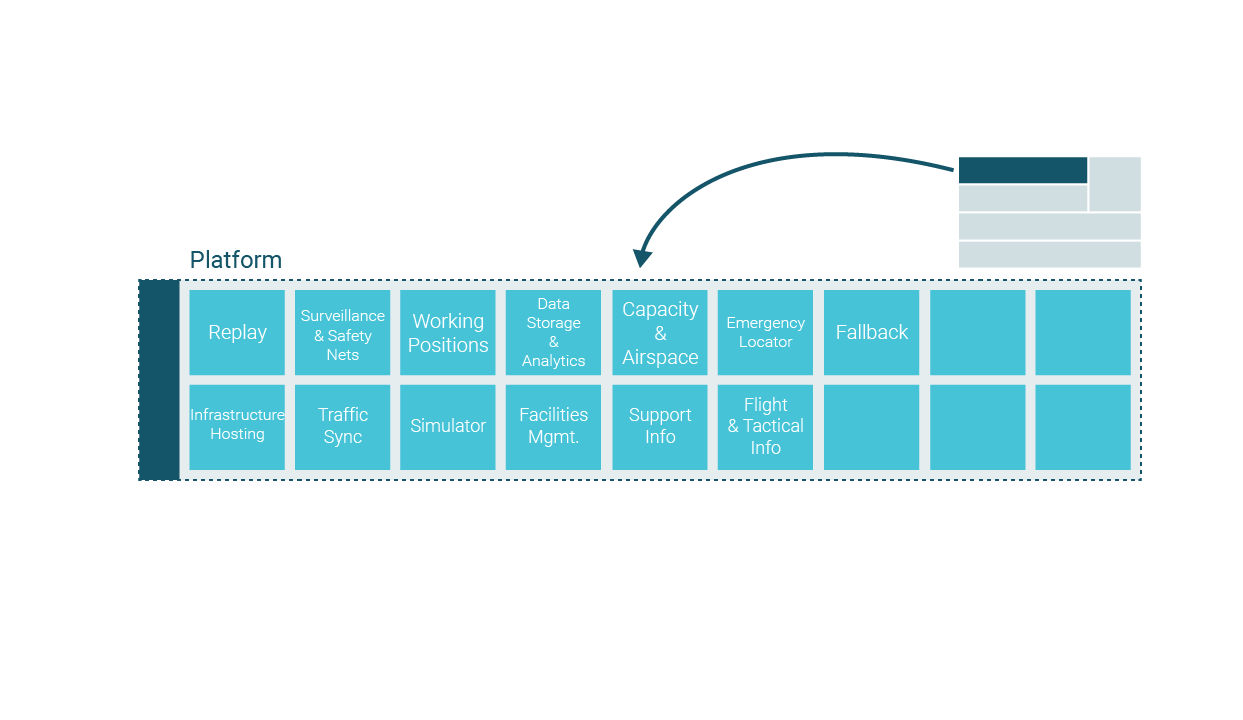 Platform
Replay
Surveillance
& Safety
Nets
Working
Positions
Data
Storage
&
Analytics
Capacity
&
Airspace
Emergency
Locator
Fallback
Infrastructure
Hosting
Traffic
Sync
Simulator
Facilities
Mgmt.
Support
Info
Flight
& Tactical
Info